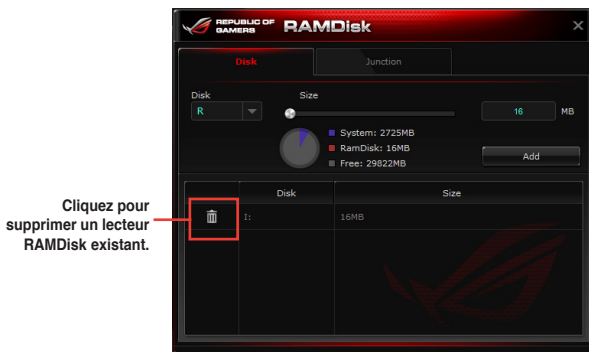 REPUBLIC OF
GAMERS
RAMDisk
Disk
Junction
Disk
Size
R
16
MB
System: 2725MB
RamDisk: 16MB
Free: 29822MB
Add
Disk
Size
I:
16MB
Cliquez pour
supprimer un lecteur
RAMDisk existant.